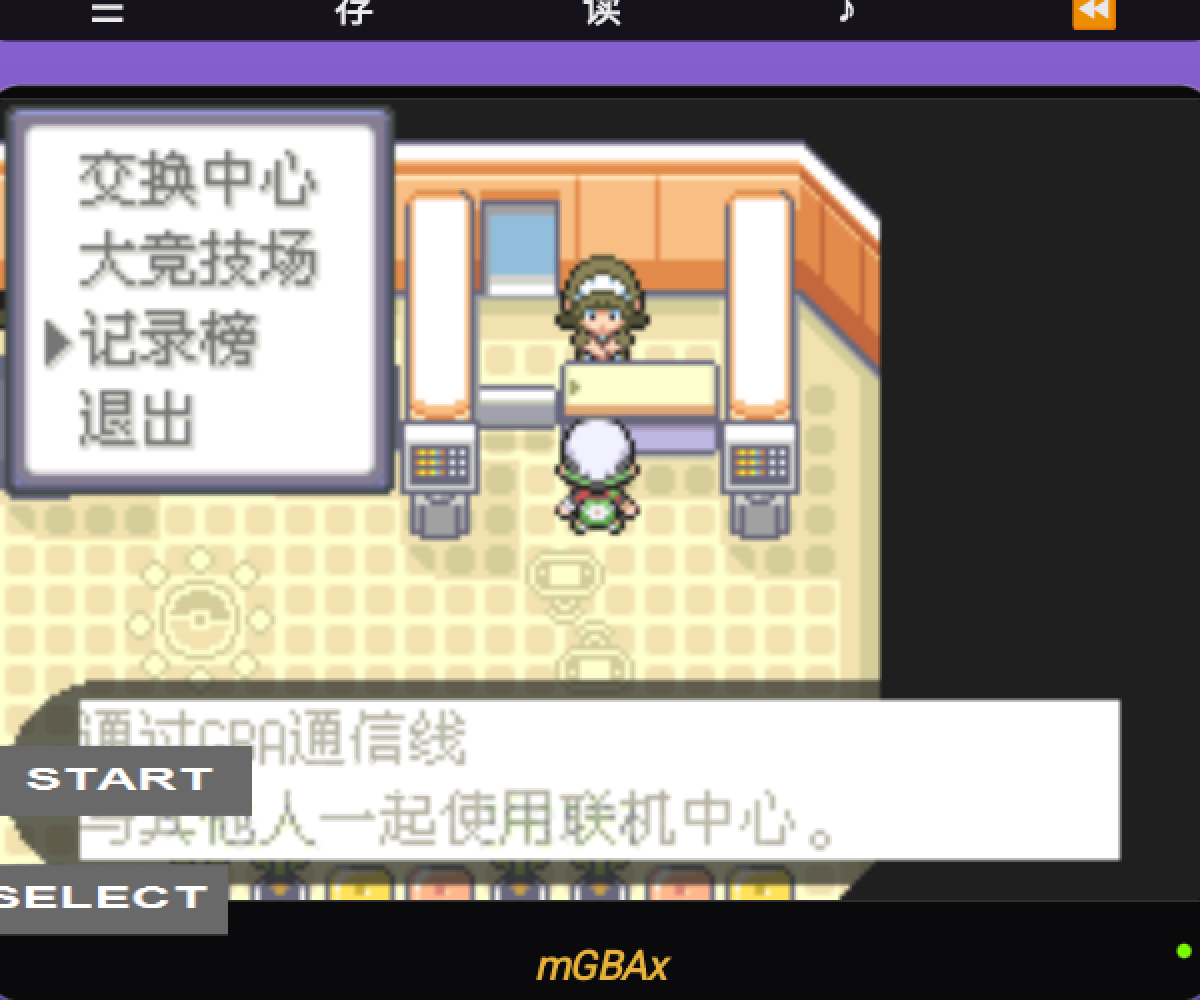 存 读
交换中心
大竞技场
记录榜
退出
通过GBA通信线
START
与其他人一起使用联机中心。
SELECT
mGBAx